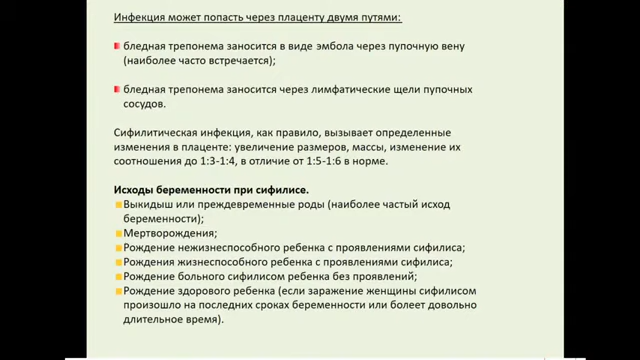 Инфекция может попасть через плаценту двумя путями:
бледная трепонема заносится в виде эмбола через пупочную вену
(наиболее часто встречается);
бледная трепонема заносится через лимфатические щели пупочных
сосудов.
Сифилитическая инфекция, как правило, вызывает определенные
изменения в плаценте: увеличение размеров, массы, изменение их
соотношения до 1:3-1:4, в отличие от 1:5-1:6 в норме.
Исходы беременности при сифилисе.
Выкидыш или преждевременные роды (наиболее частый исход
беременности);
Мертворождения;
Рождение нежизнеспособного ребенка с проявлениями сифилиса;
Рождения жизнеспособного ребенка с проявлениями сифилиса;
Рождение больного сифилисом ребенка без проявлений;
Рождение здорового ребенка (если заражение женщины сифилисом
произошло на последних сроках беременности или болеет довольно
длительное время).